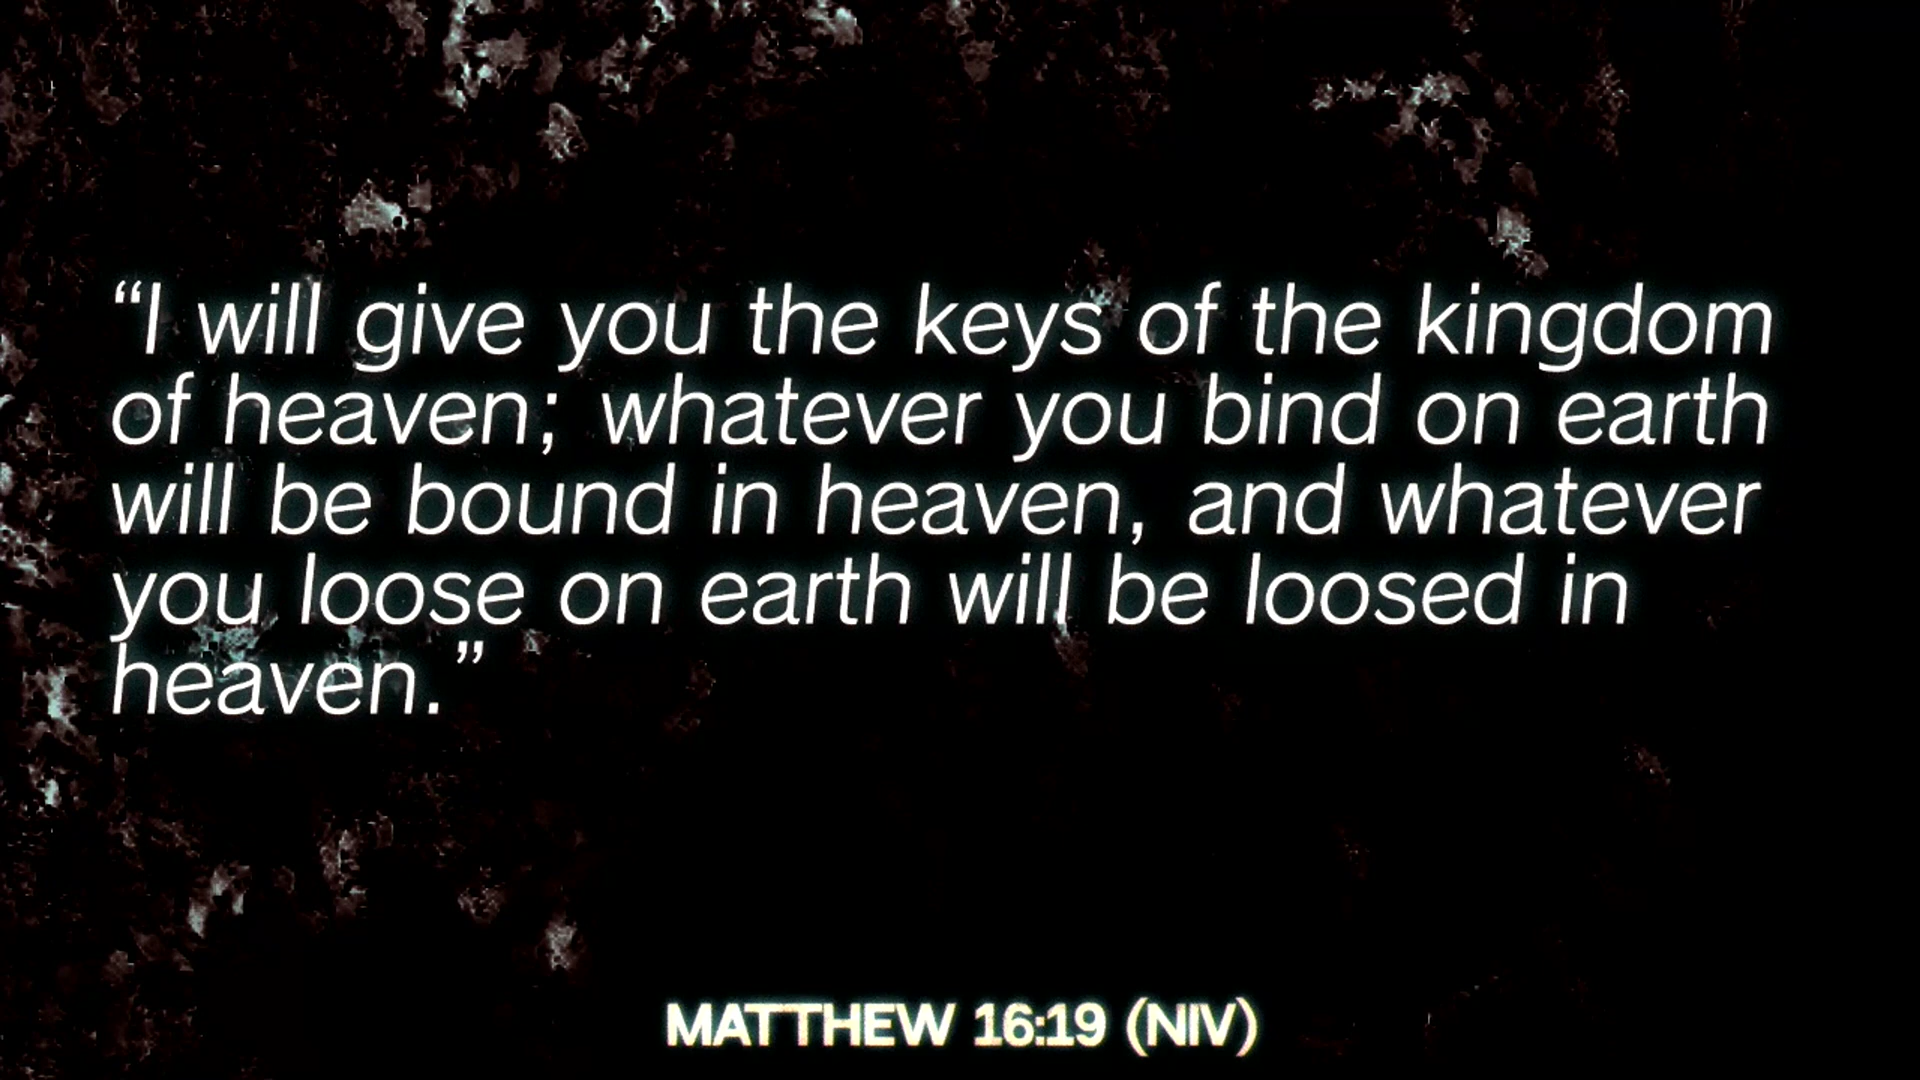 “I will give you the keys of the kingdom
of heaven; whatever you bind on earth
will be bound in heaven, and whatever
you loose on earth will be loosed in
heaven.”
MATTHEW 16:19 (NIV)